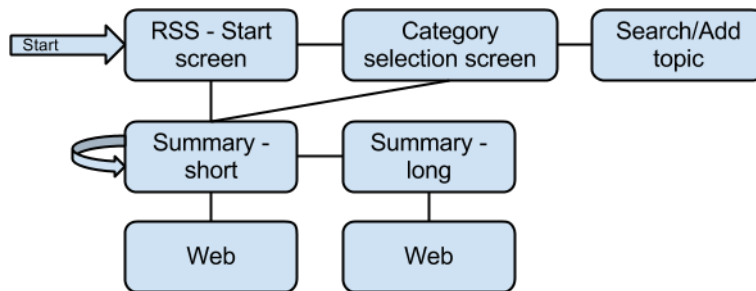 Start
RSS - Start
screen
Category
selection screen
Search/Add
topic
Summary -
short
Summary -
long
Web
Web